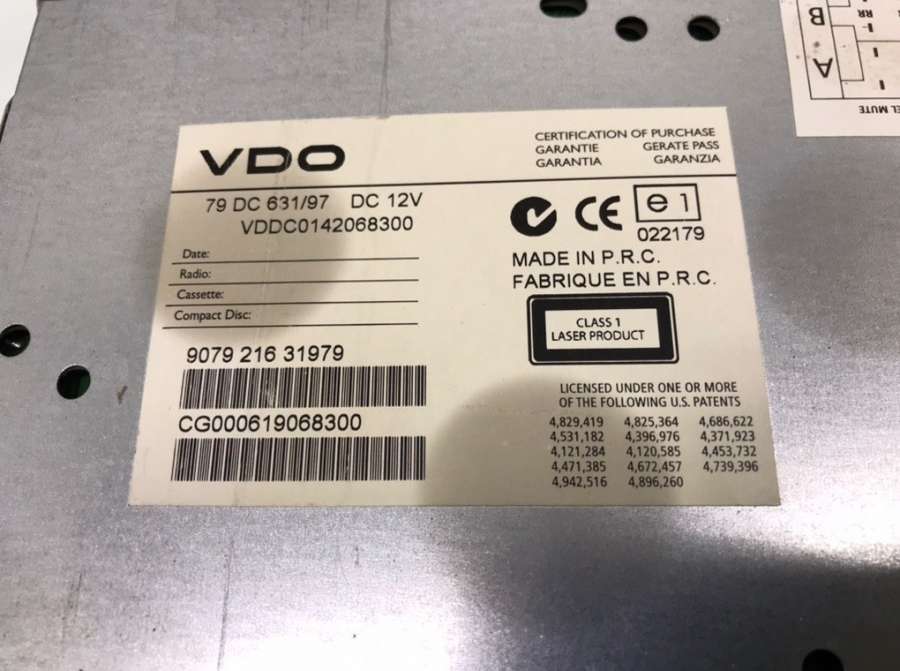 VDO
CERTIFICATION OF PURCHASE
GARANTIE GERATE PASS
GARANTIA GARANZIA
79 DC 631/97 DC 12V
VDDC0142068300
Date:
Radio:
Cassette:
Compact Disc:
9079 216 31979
CG000619068300
CE e 1
022179
MADE IN P.R.C.
FABRIQUE EN P.R.C.
CLASS 1
LASER PRODUCT
LICENSED UNDER ONE OR MORE
OF THE FOLLOWING U.S. PATENTS
4,829,419 4,825,364 4,686,622
4,531,182 4,396,976 4,371,923
4,121,284 4,120,585 4,453,732
4,471,385 4,672,457 4,739,396
4,942,516 4,896,260
B
RR
A
EL MUTE